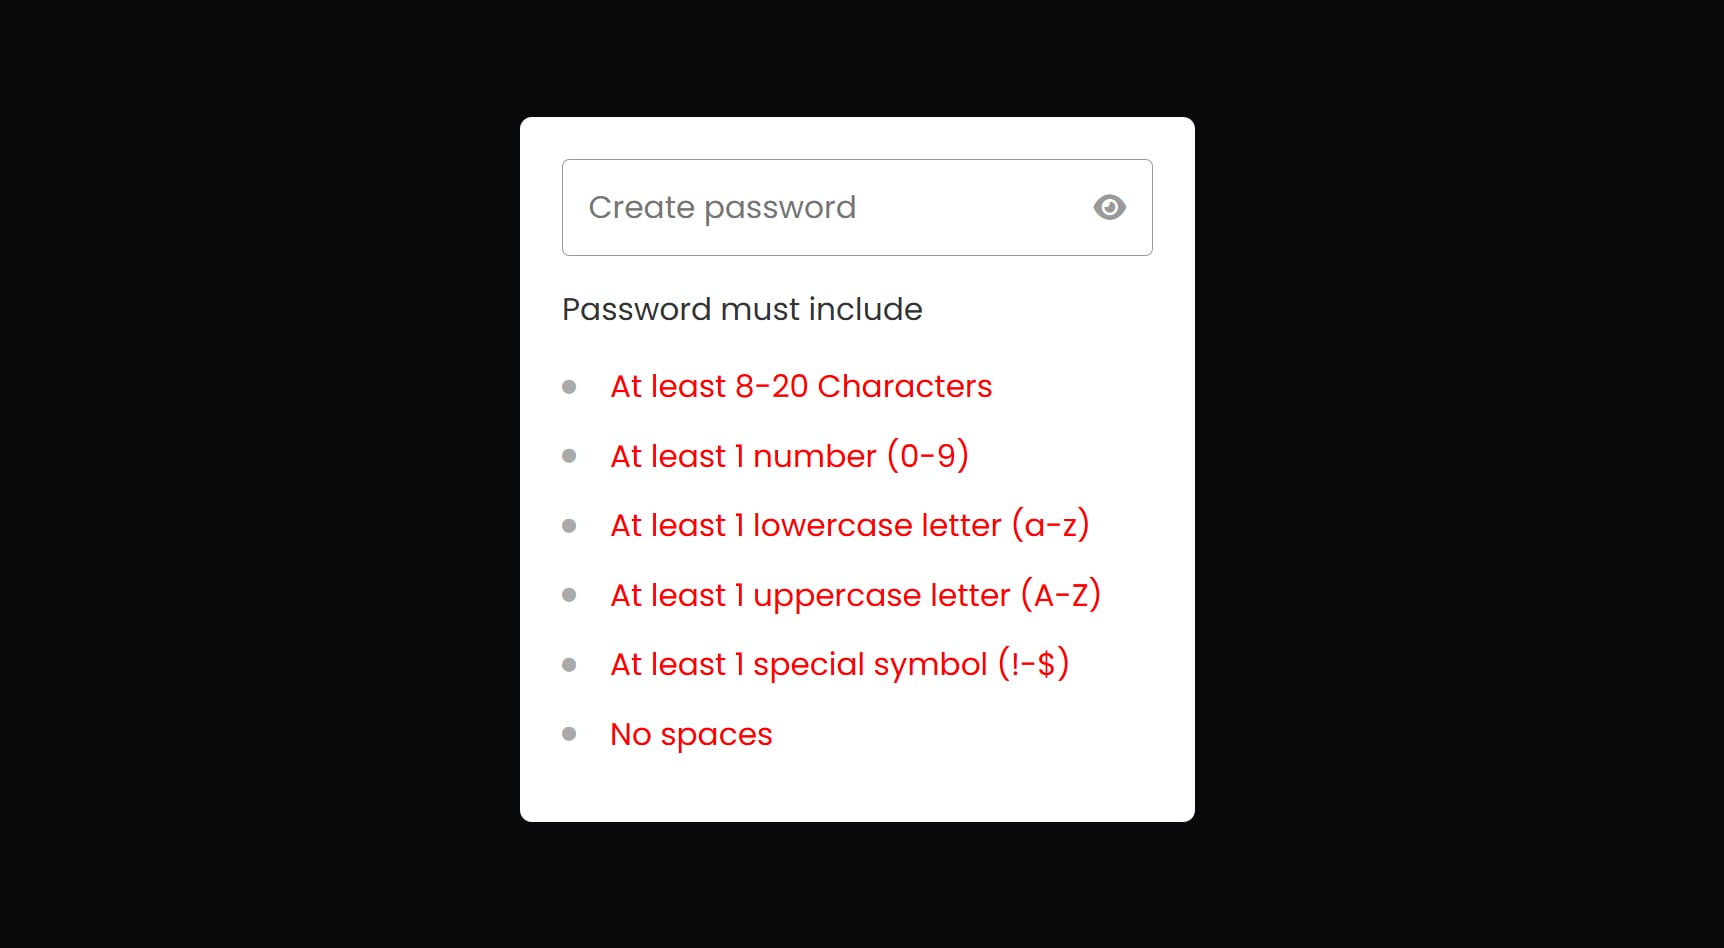 Create password
Password must include
At least 8-20 Characters
At least 1 number (0-9)
At least 1 lowercase letter (a-z)
At least 1 uppercase letter (A-Z)
At least 1 special symbol (!-$)
No spaces